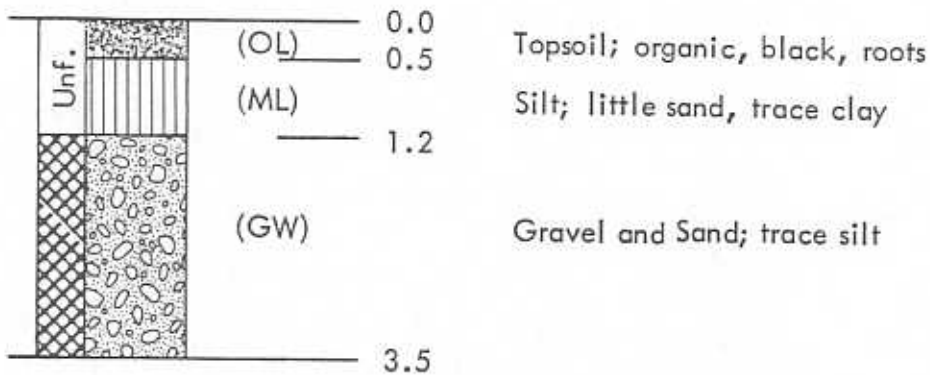 Unf.
0.0
(OL) Topsoil; organic, black, roots
0.5
(ML) Silt; little sand, trace clay
1.2
(GW) Gravel and Sand; trace silt
3.5